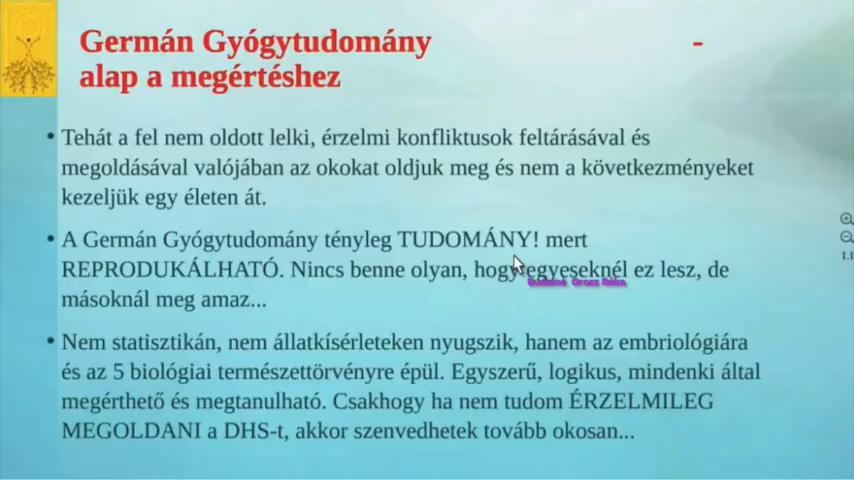 Germán Gyógytudomány -
alap a megértéshez
• Tehát a fel nem oldott lelki, érzelmi konfliktusok feltárásával és
megoldásával valójában az okokat oldjuk meg és nem a következményeket
kezeljük egy életen át.
• A Germán Gyógytudomány tényleg TUDOMÁNY! mert
REPRODUKÁLHATÓ. Nincs benne olyan, hogy egyeseknél ez lesz, de
másoknál meg amaz...
• Nem statisztikán, nem állatkísérleteken nyugszik, hanem az embriológiára
és az 5 biológiai természettörvényre épül. Egyszerű, logikus, mindenki által
megérthető és megtanulható. Csakhogy ha nem tudom ÉRZELMILEG
MEGOLDANI a DHS-t, akkor szenvedhetek tovább okosan...